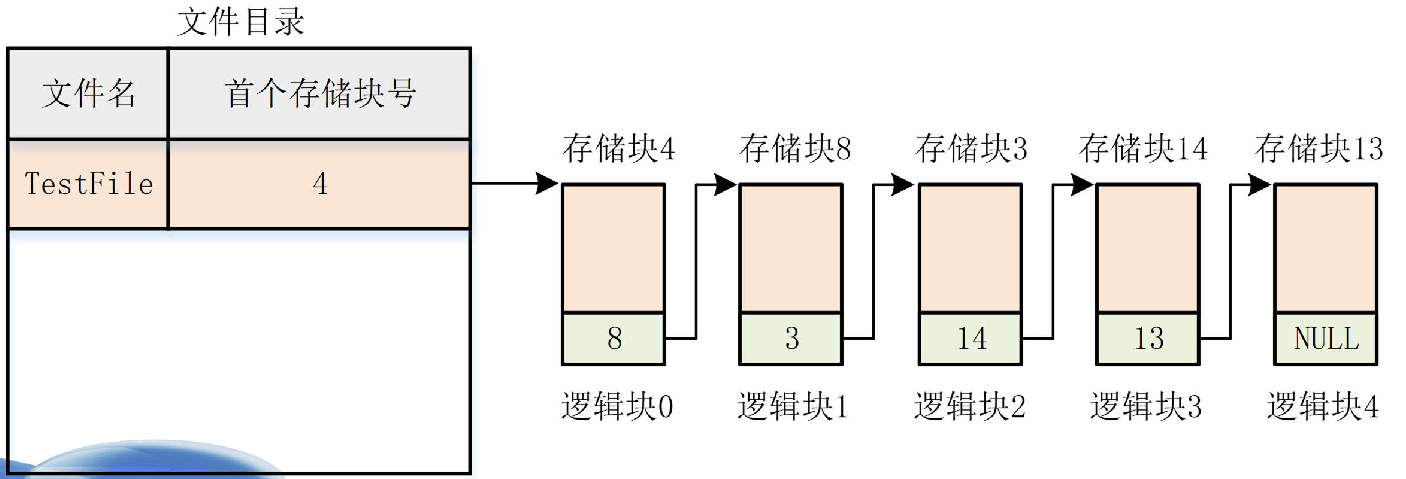 文件目录
文件名 首个存储块号
TestFile 4
存储块4 存储块8 存储块3 存储块14 存储块13
8 3 14 13 NULL
逻辑块0 逻辑块1 逻辑块2 逻辑块3 逻辑块4